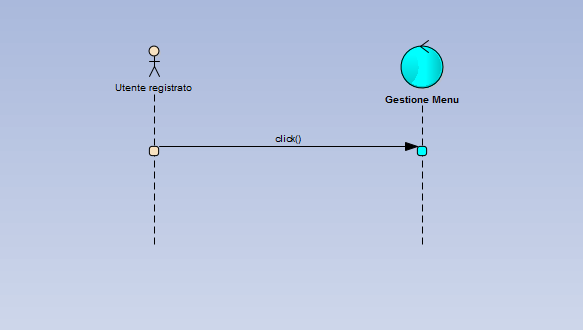 Utente registrato
Gestione Menu
click()